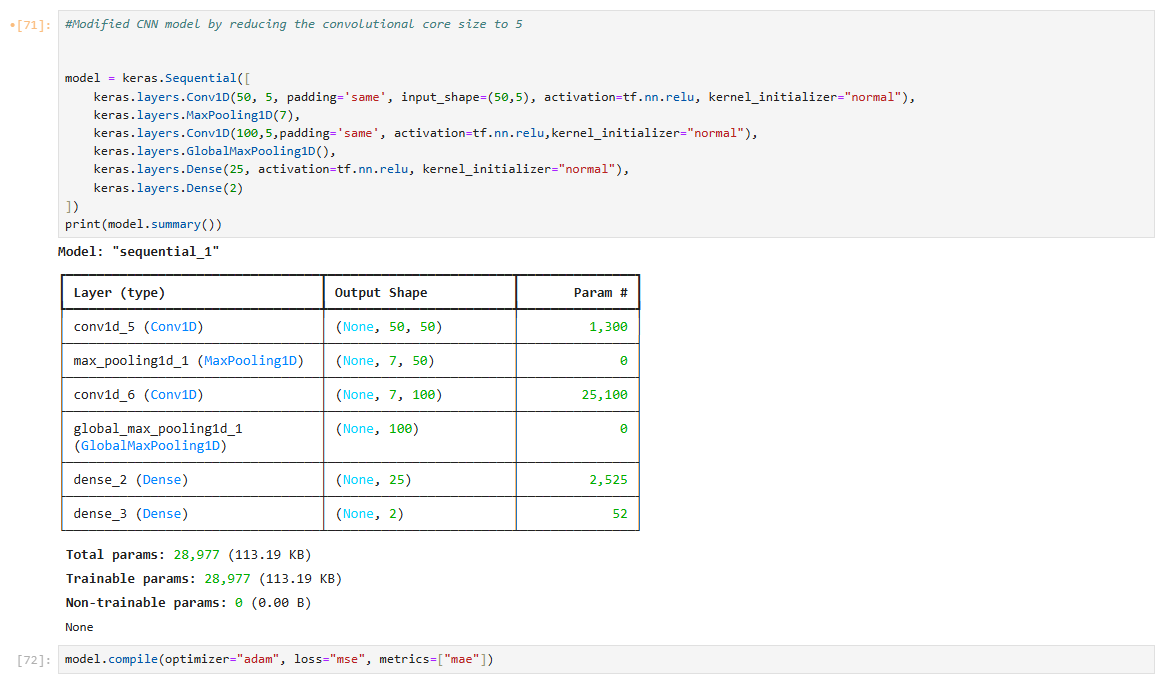 [71]:
#Modified CNN model by reducing the convolutional core size to 5
model = keras.Sequential([
keras.layers.Conv1D(50, 5, padding='same', input_shape=(50,5), activation=tf.nn.relu, kernel_initializer="normal"),
keras.layers.MaxPooling1D(7),
keras.layers.Conv1D(100,5,padding='same', activation=tf.nn.relu,kernel_initializer="normal"),
keras.layers.GlobalMaxPooling1D(),
keras.layers.Dense(25, activation=tf.nn.relu, kernel_initializer="normal"),
keras.layers.Dense(2)
])
print(model.summary())
Model: "sequential_1"
Layer (type) Output Shape Param #
conv1d_5 (Conv1D) (None, 50, 50) 1,300
max_pooling1d_1 (MaxPooling1D) (None, 7, 50) 0
conv1d_6 (Conv1D) (None, 7, 100) 25,100
global_max_pooling1d_1 (None, 100) 0
(GlobalMaxPooling1D)
dense_2 (Dense) (None, 25) 2,525
dense_3 (Dense) (None, 2) 52
Total params: 28,977 (113.19 KB)
Trainable params: 28,977 (113.19 KB)
Non-trainable params: 0 (0.00 B)
None
[72]:
model.compile(optimizer="adam", loss="mse", metrics=["mae"])